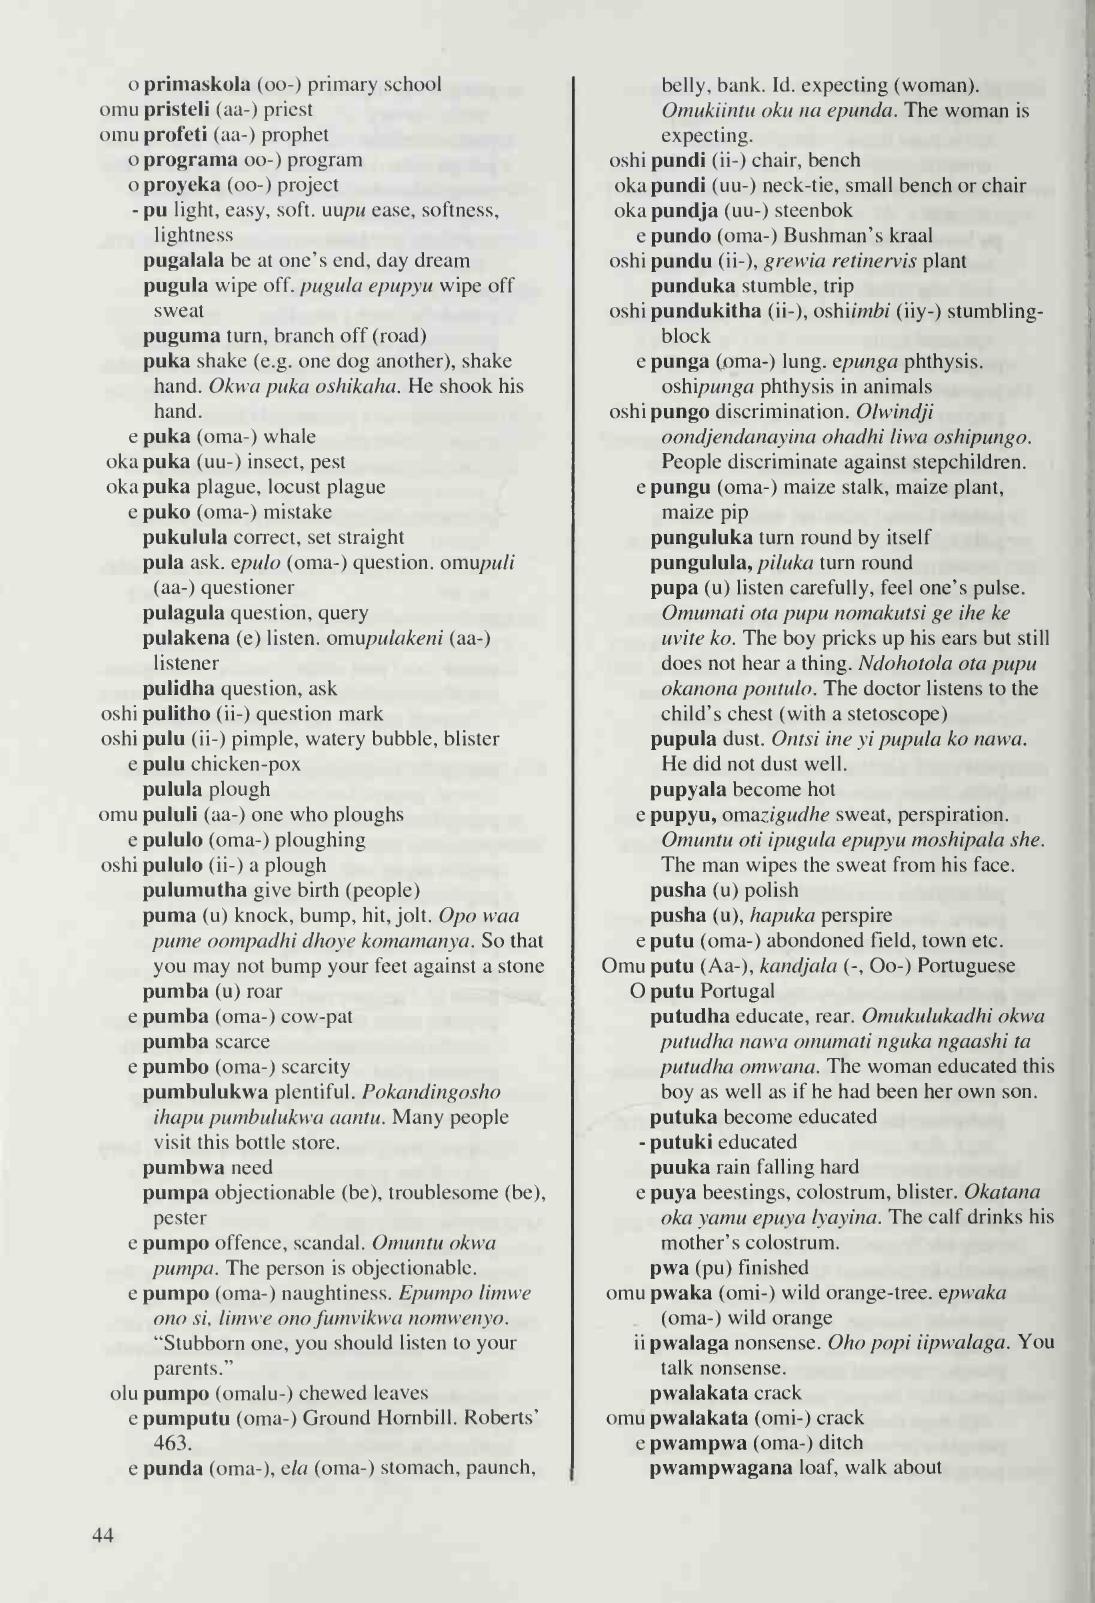 o primaskola (oo-) primary school
omu pristeli (aa-) priest
omu profeti (aa-) prophet
o programa oo-) program
o proyeka (oo-) project
- pu light, easy, soft. uupu ease, softness,
lightness
pugalala be at one's end, day dream
pugula wipe off. pugula epupyu wipe off
sweat
puguma turn, branch off (road)
puka shake (e.g. one dog another), shake
hand. Okwa puka oshikaha. He shook his
hand.
e puka (oma-) whale
oka puka (uu-) insect, pest
oka puka plague, locust plague
e puko (oma-) mistake
pukulula correct, set straight
pula ask. epulo (oma-) question. omupuli
(aa-) questioner
pulagula question, query
pulakena (e) listen. omupulakeni (aa-)
listener
pulidha question, ask
oshi pulitho (ii-) question mark
oshi pulu (ii-) pimple, watery bubble, blister
e pulu chicken-pox
pulula plough
omu pululi (aa-) one who ploughs
e pululo (oma-) ploughing
oshi pululo (ii-) a plough
pulumutha give birth (people)
puma (u) knock, bump, hit, jolt. Opo waa
pume oompadhi dhoye komamanya. So that
you may not bump your feet against a stone
pumba (u) roar
e pumba (oma-) cow-pat
pumba scarce
e pumbo (oma-) scarcity
pumbulukwa plentiful. Pokandingosho
ihapu pumbulukwa aantu. Many people
visit this bottle store.
pumbwa need
pumpa objectionable (be), troublesome (be),
pester
e pumpo offence, scandal. Omuntu okwa
pumpa. The person is objectionable.
e pumpo (oma-) naughtiness. Epumpo limwe
ono si, limwe ono funvikwa nomwenyo.
“Stubborn one, you should listen to your
parents.”
olu pumpo (omalu-) chewed leaves
e pumputu (oma-) Ground Hornbill. Roberts'
463.
e punda (oma-), ela (oma-) stomach, paunch,
belly, bank. Id. expecting (woman).
Omukiintu oku na epunda. The woman is
expecting.
oshi pundi (ii-) chair, bench
oka pundi (uu-) neck-tie, small bench or chair
oka pundja (uu-) steenbok
e pundo (oma-) Bushman's kraal
oshi pundu (ii-), grewia retinervis plant
punduka stumble, trip
oshi pundukitha (ii-), oshiiimbi (iiy-) stumbling-
block
e punga (oma-) lung. epunga phthysis.
oshipunga phthysis in animals
oshi pungo discrimination. Olwindji
oondjendanayina ohadhi liwa oshipungo.
People discriminate against stepchildren.
e pungu (oma-) maize stalk, maize plant,
maize pip
punguluka turn round by itself
pungulula, piluka turn round
pupa (u) listen carefully, feel one's pulse.
Omumati ota pupu nomakutsi ge ihe ke
uvite ko. The boy pricks up his ears but still
does not hear a thing. Ndohotola ota pupu
okanona pontulo. The doctor listens to the
child's chest (with a stetoscope)
pupula dust. Ontsi ine yi pupula ko nawa.
He did not dust well.
pupyala become hot
e pupyu, omazigudhe sweat, perspiration.
Omuntu oti ipugula epupyu moshipala she.
The man wipes the sweat from his face.
pusha (u) polish
pusha (u), hapuka perspire
e putu (oma-) abondoned field, town etc.
Omu putu (Aa-), kandjala (-, Oo-) Portuguese
O putu Portugal
putudha educate, rear. Omukulukadhi okwa
putudha nawa omumati nguka ngaashi ta
putudha omwana. The woman educated this
boy as well as if he had been her own son.
putuka become educated
- putuki educated
puuka rain falling hard
e puya beestings, colostrum, blister. Okatana
oka yamu epuya lyayina. The calf drinks his
mother's colostrum.
pwa (pu) finished
omu pwaka (omi-) wild orange-tree. epwaka
(oma-) wild orange
ii pwalaga nonsense. Oho popi iipwalaga. You
talk nonsense.
pwalakata crack
omu pwalakata (omi-) crack
e pwampwa (oma-) ditch
pwampwagana loaf, walk about
44